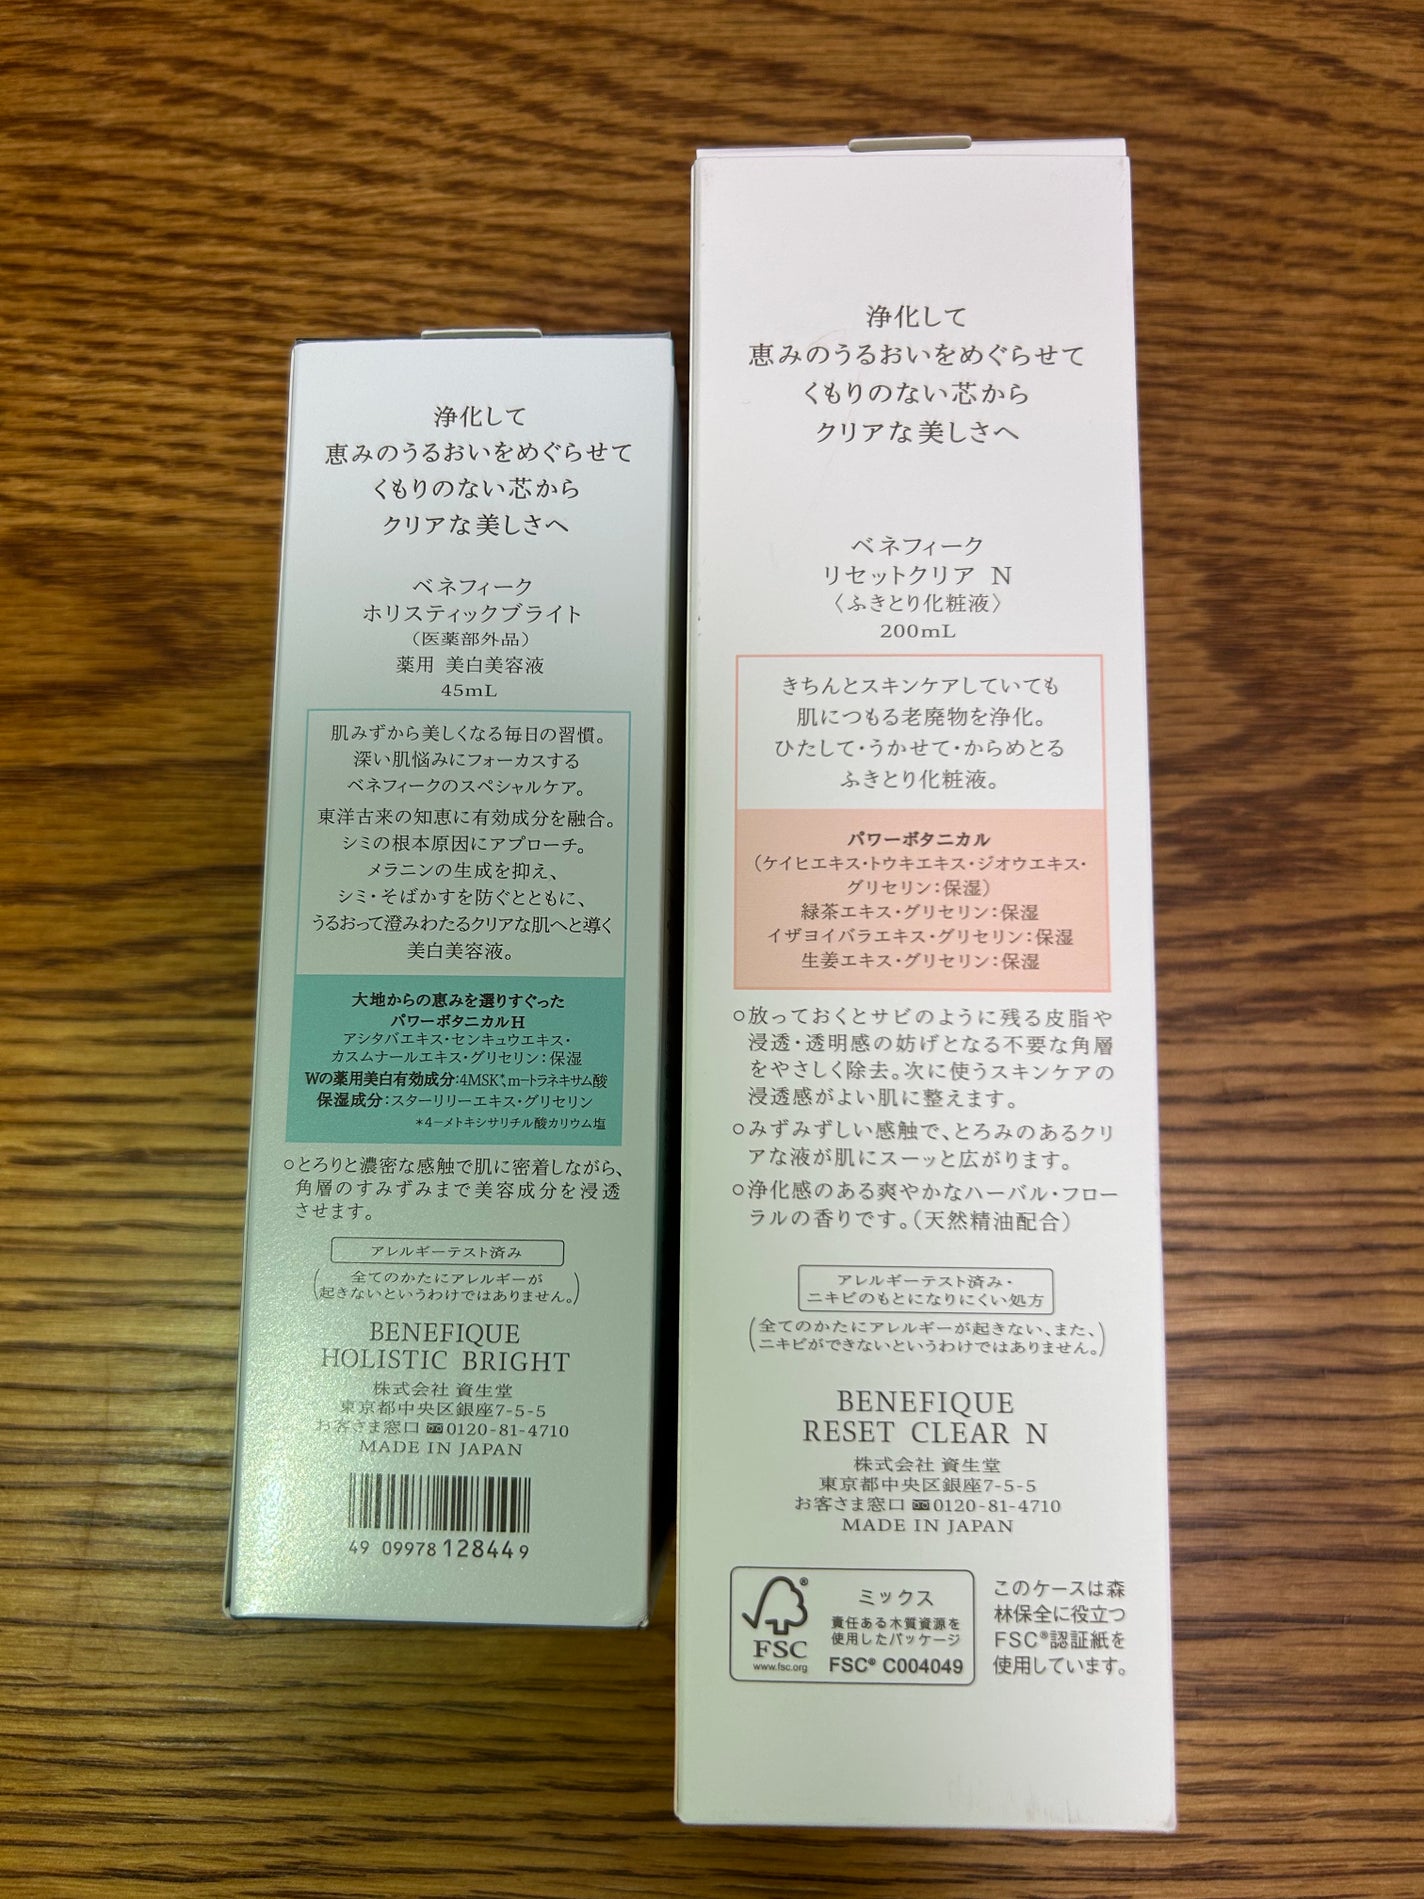 浄化して
恵みのうるおいをめぐらせて
くもりのない芯から
クリアな美しさへ
ベネフィーク
ホリスティックブライト
（医薬部外品）
薬用 美白美容液
45mL
肌みずから美しくなる毎日の習慣。
深い肌悩みにフォーカスする
ベネフィークのスペシャルケア。
東洋古来の知恵に有効成分を融合。
シミの根本原因にアプローチ。
メラニンの生成を抑え、
シミ・そばかすを防ぐとともに、
うるおって澄みわたるクリアな肌へと導く
美白美容液。
大地からの恵みを選りすぐった
パワーボタニカルH
アシタバエキス・センキュウエキス・
カスムナールエキス・グリセリン：保湿
Wの薬用美白有効成分：4MSK*、m-トラネキサム酸
保湿成分：スターリリーエキス・グリセリン
＊4－メトキシサリチル酸カリウム塩
○とろりと濃密な感触で肌に密着しながら、
角層のすみずみまで美容成分を浸透
させます。
アレルギーテスト済み
（全てのかたにアレルギーが
起きないというわけではありません。）
BENEFIQUE
HOLISTIC BRIGHT
株式会社 資生堂
東京都中央区銀座7-5-5
お客さま窓口 0120-81-4710
MADE IN JAPAN
49 09978 128449
浄化して
恵みのうるおいをめぐらせて
くもりのない芯から
クリアな美しさへ
ベネフィーク
リセットクリア N
〈ふきとり化粧液〉
200mL
きちんとスキンケアしていても
肌につもる老廃物を浄化。
ひたして・うかせて・からめとる
ふきとり化粧液。
パワーボタニカル
（ケイヒエキス・トウキエキス・ジオウエキス・
グリセリン：保湿）
緑茶エキス・グリセリン：保湿
イザヨイバラエキス・グリセリン：保湿
生姜エキス・グリセリン：保湿
○放っておくとサビのように残る皮脂や
浸透・透明感の妨げとなる不要な角層
をやさしく除去。次に使うスキンケアの
浸透感がよい肌に整えます。
○みずみずしい感触で、とろみのあるクリ
アな液が肌にスーッと広がります。
○浄化感のある爽やかなハーバル・フロー
ラルの香りです。（天然精油配合）
アレルギーテスト済み・
ニキビのもとになりにくい処方
（全てのかたにアレルギーが起きない、また、
ニキビができないというわけではありません。）
BENEFIQUE
RESET CLEAR N
株式会社 資生堂
東京都中央区銀座7-5-5
お客さま窓口 0120-81-4710
MADE IN JAPAN
FSC
www.fsc.org
ミックス
責任ある木質資源を
使用したパッケージ
FSC® C004049
このケースは森
林保全に役立つ
FSC®認証紙を
使用しています。